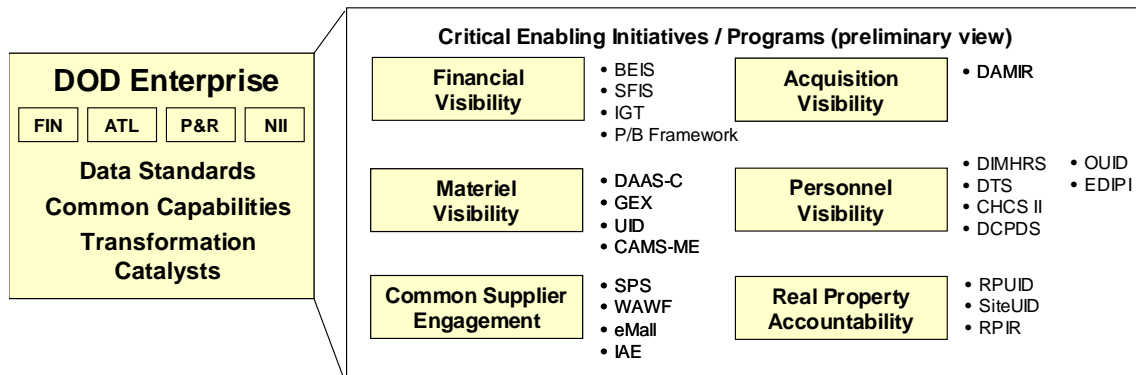 DOD Enterprise
FIN ATL P&R NII
Data Standards
Common Capabilities
Transformation
Catalysts
Critical Enabling Initiatives / Programs (preliminary view)
Financial
Visibility
• BEIS
• SFIS
• IGT
• P/B Framework
Acquisition
Visibility
• DAMIR
Materiel
Visibility
• DAAS-C
• GEX
• UID
• CAMS-ME
Personnel
Visibility
• DIMHRS
• DTS
• CHCS II
• DCPDS
• OUID
• EDIPI
Common Supplier
Engagement
• SPS
• WAWF
• eMall
• IAE
Real Property
Accountability
• RPUID
• SiteUID
• RPIR